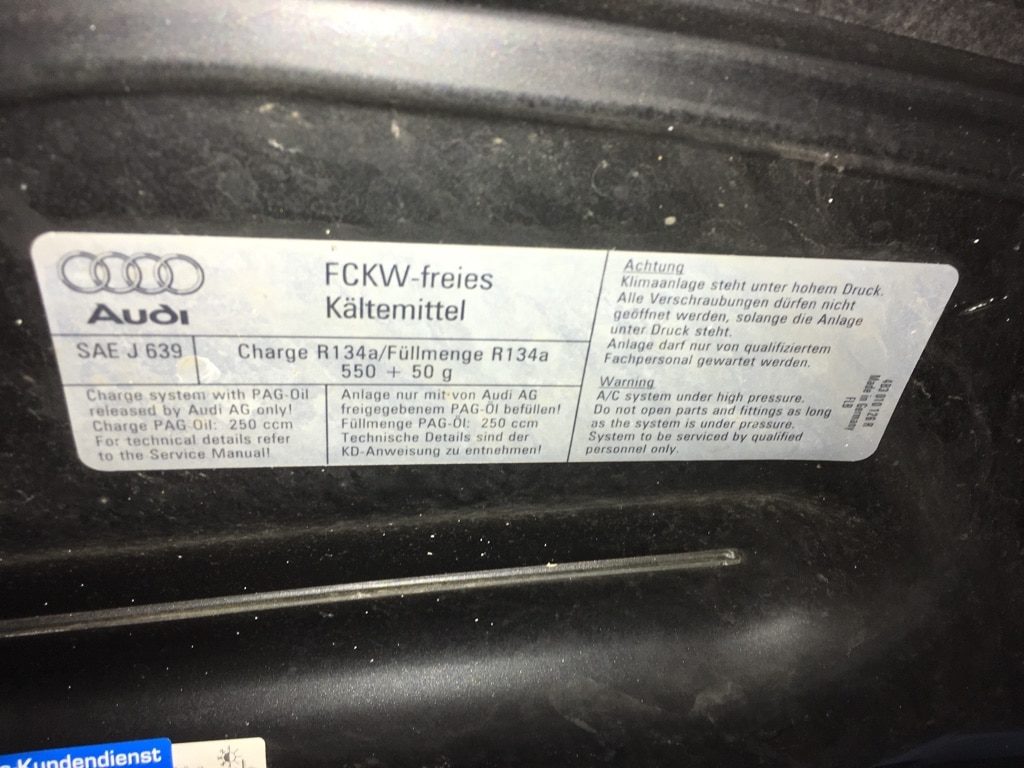 Audi
FCKW-freies
Kältemittel
SAE J 639
Charge R134a/Füllmenge R134a
550 + 50 g
Charge system with PAG-Oil
released by Audi AG only!
Charge PAG Oil: 250 ccm
For technical details refer
to the Service Manual!
Anlage nur mit von Audi AG
freigegebenem PAG-Öl befüllen!
Füllmenge PAG-Öl: 250 ccm
Technische Details sind der
KD-Anweisung zu entnehmen!
Achtung
Klimaanlage steht unter hohem Druck.
Alle Verschraubungen dürfen nicht
geöffnet werden, solange die Anlage
unter Druck steht.
Anlage darf nur von qualifiziertem
Fachpersonal gewartet werden.
Warning
A/C system under high pressure.
Do not open parts and fittings as long
as the system is under pressure.
System to be serviced by qualified
personnel only.
010 126 R
Made in Germany
FLB
Kundendienst